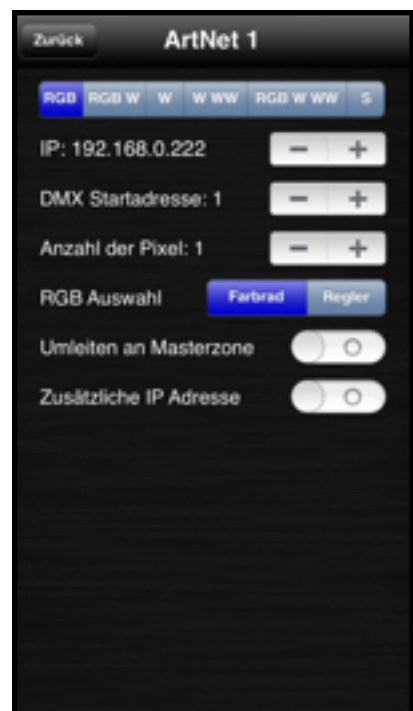 Zurück ArtNet 1
RGB RGB W W W WW RGB W WW S
IP: 192.168.0.222 − +
DMX Startadresse: 1 − +
Anzahl der Pixel: 1 − +
RGB Auswahl Farbrad Regler
Umleiten an Masterzone
Zusätzliche IP Adresse